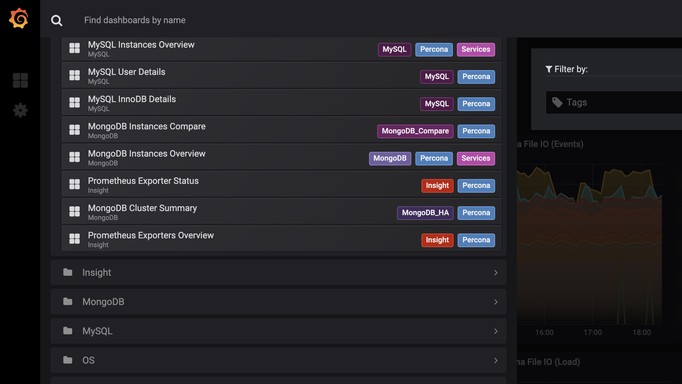 Find dashboards by name
MySQL Instances Overview
MySQL
MySQL Percona Services
MySQL User Details
MySQL
MySQL Percona
MySQL InnoDB Details
MySQL
MySQL Percona
MongoDB Instances Compare
MongoDB
MongoDB_Compare Percona
MongoDB Instances Overview
MongoDB
MongoDB Percona Services
Prometheus Exporter Status
Insight
Insight Percona
MongoDB Cluster Summary
MongoDB
MongoDB_HA Percona
Prometheus Exporters Overview
Insight
Insight Percona
Insight
MongoDB
MySQL
OS
Filter by:
Tags
a File IO (Events)
16:00 17:00 18:00
na File IO (Load)